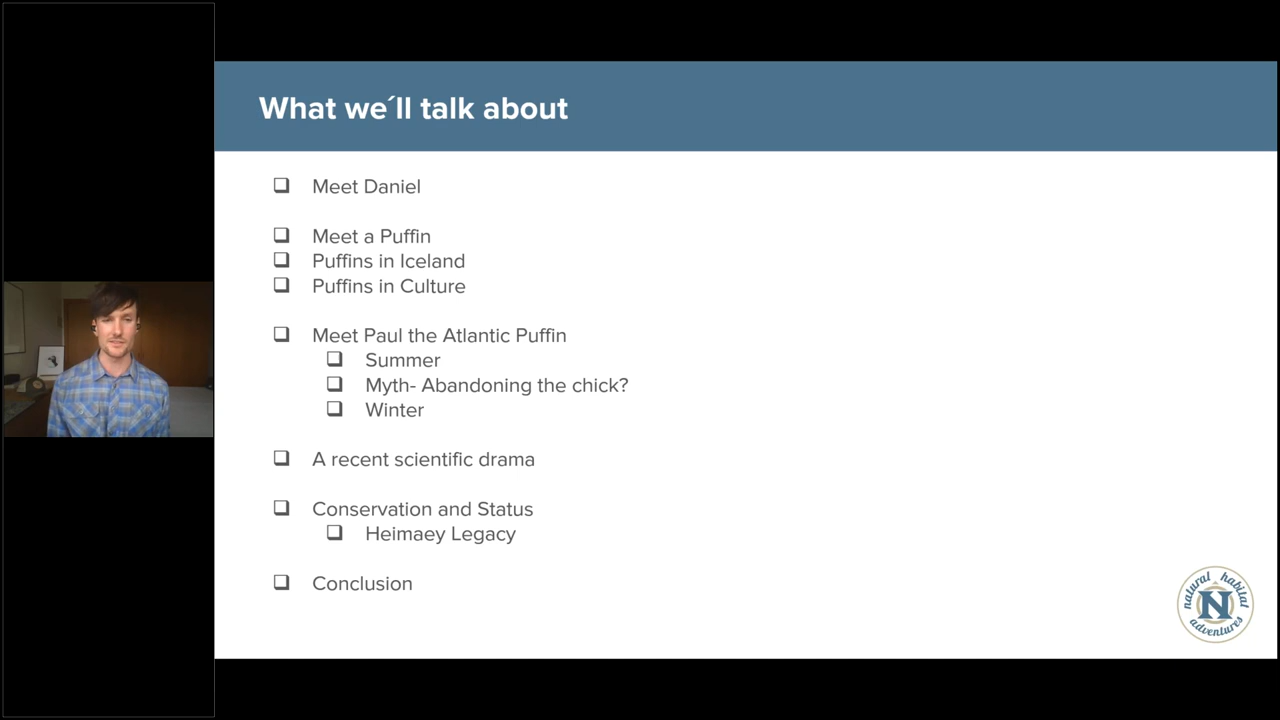 What we´ll talk about
Meet Daniel
Meet a Puffin
Puffins in Iceland
Puffins in Culture
Meet Paul the Atlantic Puffin
Summer
Myth- Abandoning the chick?
Winter
A recent scientific drama
Conservation and Status
Heimaey Legacy
Conclusion
natural habitat
N
adventures